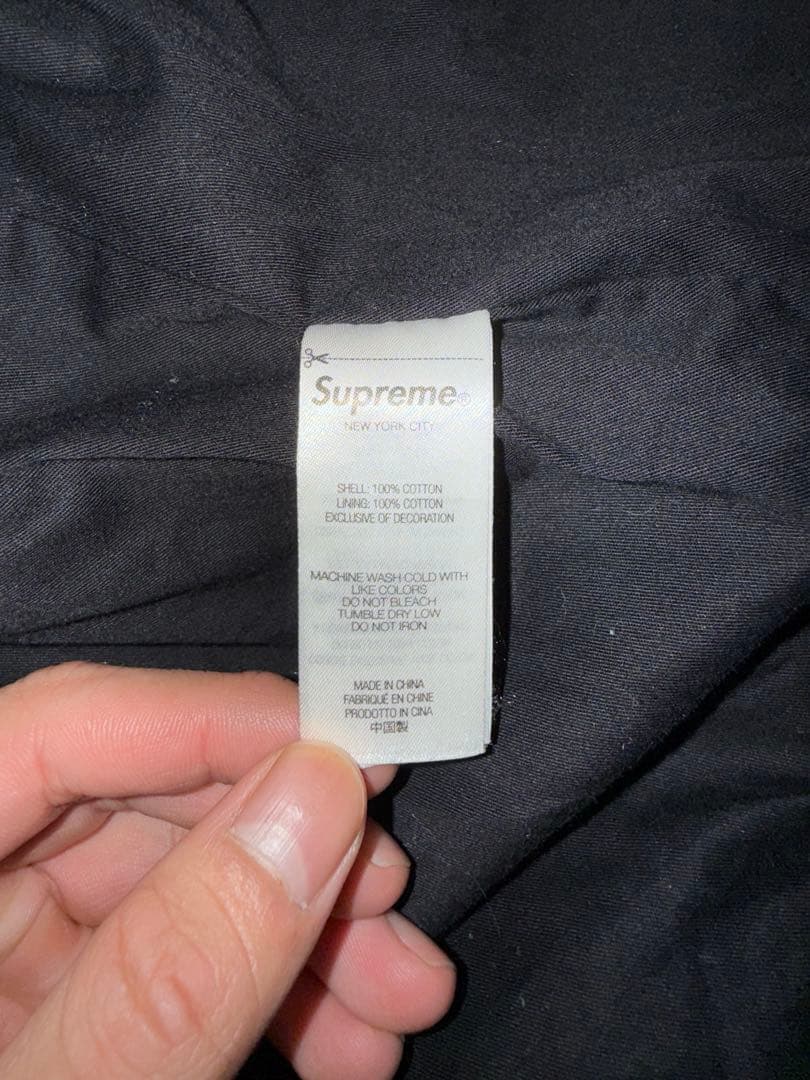 Supreme®
NEW YORK CITY
SHELL: 100% COTTON
LINING: 100% COTTON
EXCLUSIVE OF DECORATION
MACHINE WASH COLD WITH
LIKE COLORS
DO NOT BLEACH
TUMBLE DRY LOW
DO NOT IRON
MADE IN CHINA
FABRIQUÉ EN CHINE
PRODOTTO IN CINA
中国製